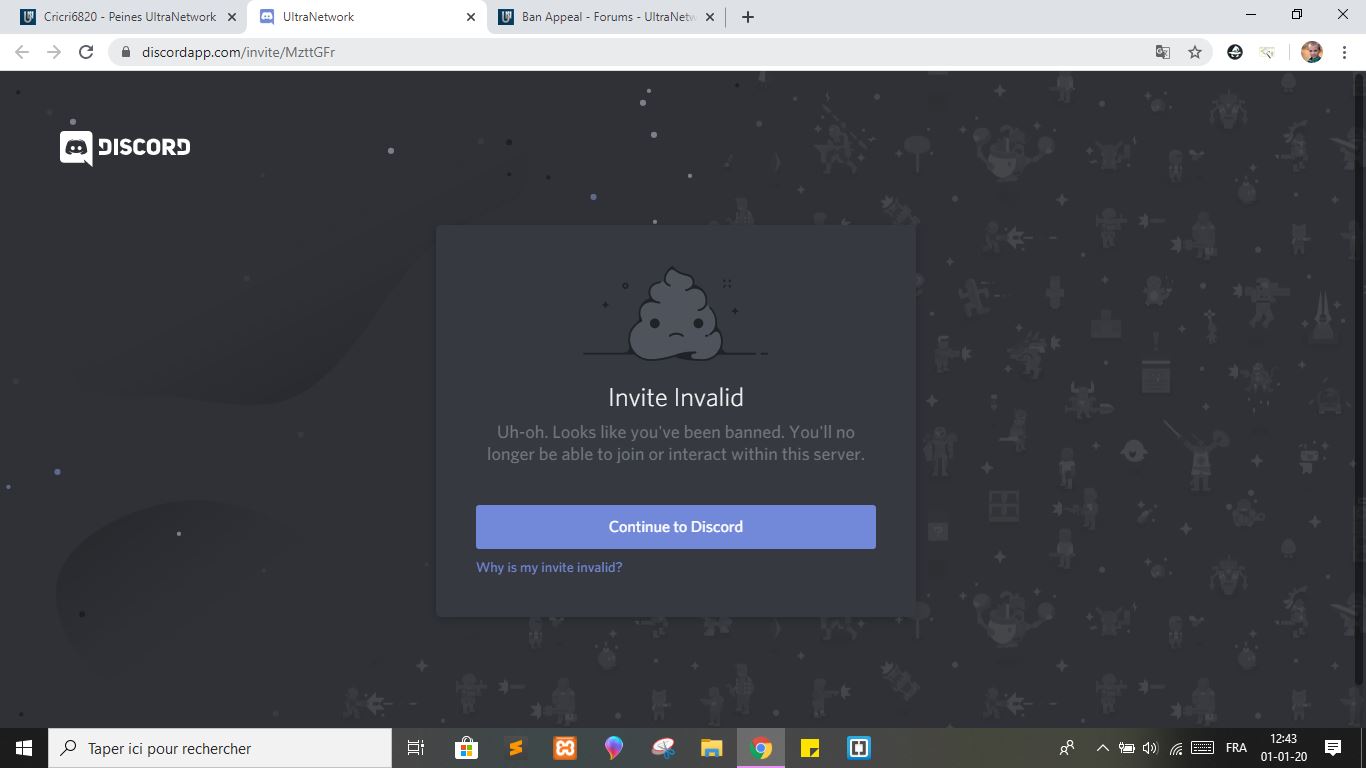 Cricri6820 - Peines UltraNetwork
UltraNetwork
Ban Appeal - Forums - UltraNetw
discordapp.com/invite/MzttGFr
DISCORD
Invite Invalid
Uh-oh. Looks like you've been banned. You'll no
longer be able to join or interact within this server.
Continue to Discord
Why is my invite invalid?
Taper ici pour rechercher
FRA
12:43
01-01-20